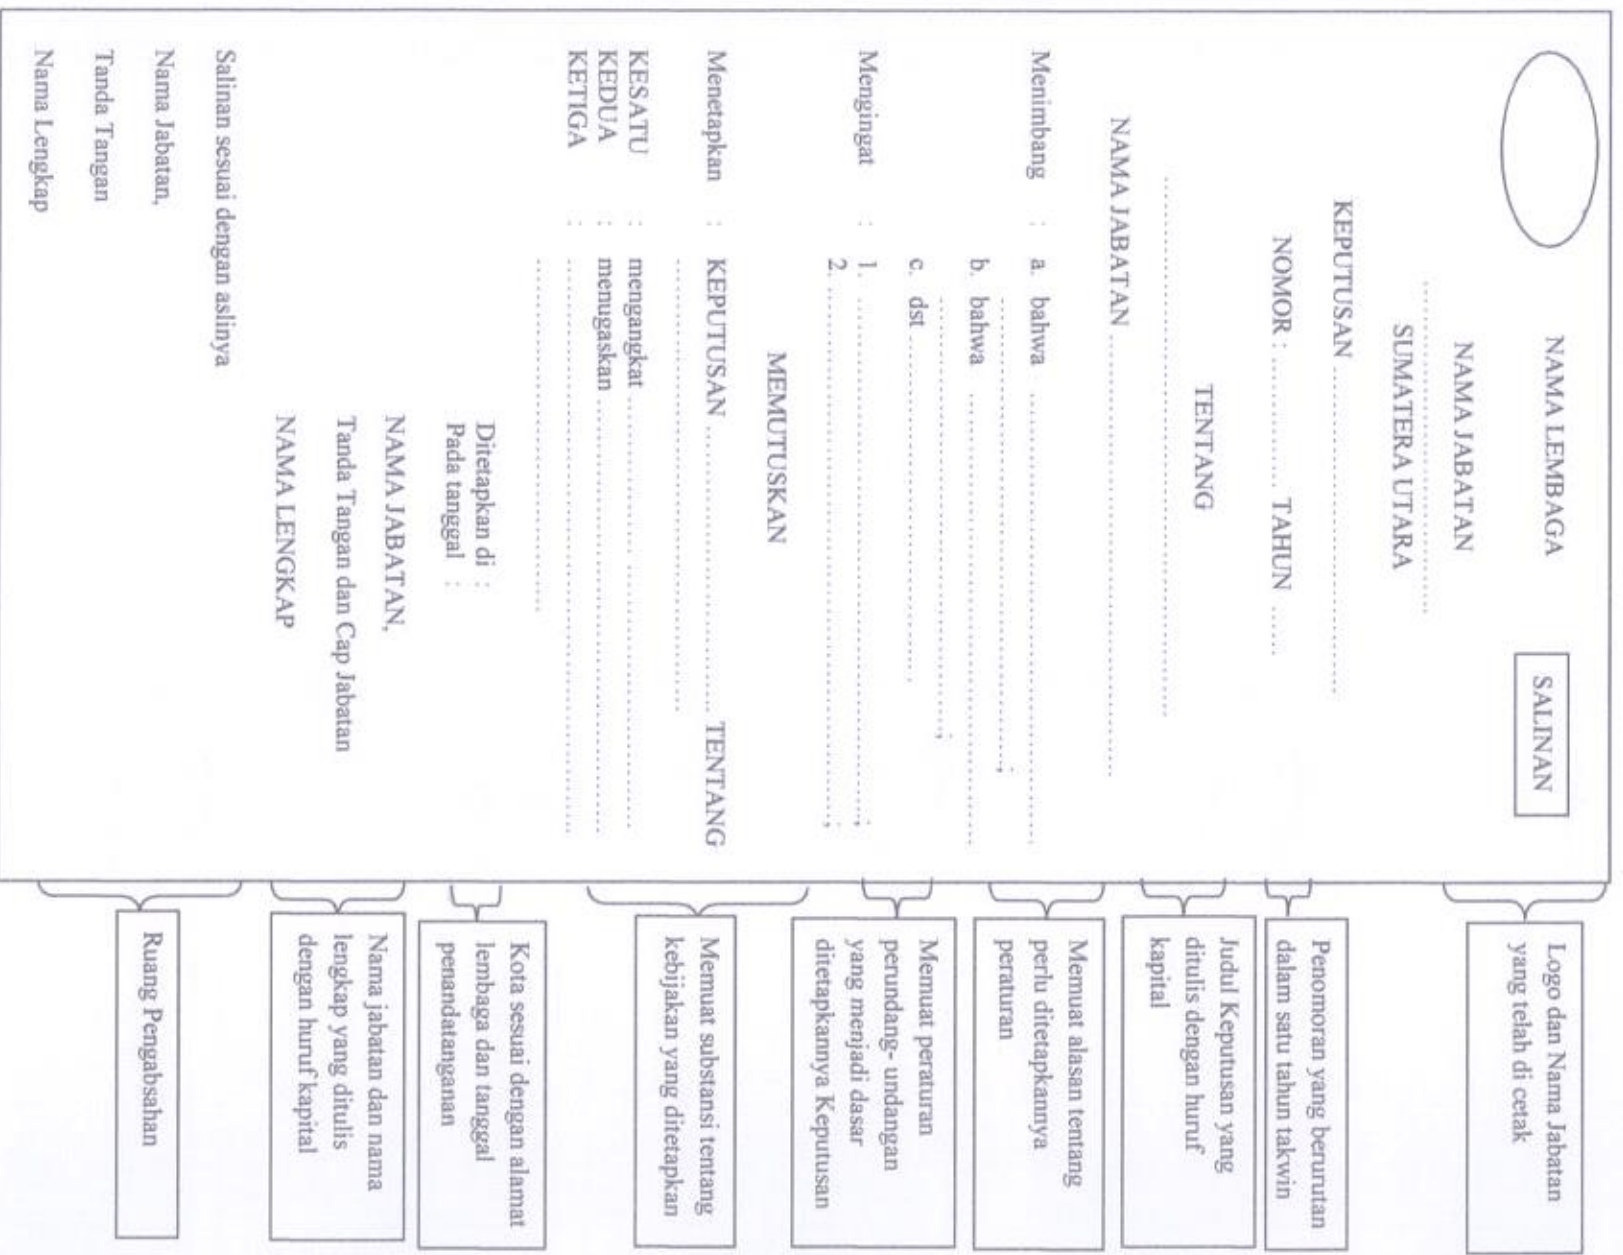 NAMA LEMBAGA
SALINAN
NAMA JABATAN
..............................................
SUMATERA UTARA
KEPUTUSAN ..............................................
NOMOR : ................. TAHUN ......
TENTANG
..............................................................................
NAMA JABATAN ..............................................................
Menimbang : a. bahwa ..............................................................
..............................................................;
b. bahwa ..............................................................
..............................................................;
c. dst ..............................................
Mengingat : 1. ..............................................................;
2. ..............................................................;
MEMUTUSKAN
Menetapkan : KEPUTUSAN .............................................. TENTANG
..............................................................
KESATU : mengangkat ..............................................................
KEDUA : menugaskan ..............................................................
KETIGA : ..............................................................
..............................................................
Ditetapkan di :
Pada tanggal :
NAMA JABATAN,
Tanda Tangan dan Cap Jabatan
NAMA LENGKAP
Salinan sesuai dengan aslinya
Nama Jabatan,
Tanda Tangan
Nama Lengkap
Logo dan Nama Jabatan
yang telah di cetak
Penomoran yang berurutan
dalam satu tahun takwin
Judul Keputusan yang
ditulis dengan huruf
kapital
Memuat alasan tentang
perlu ditetapkannya
peraturan
Memuat peraturan
perundang- undangan
yang menjadi dasar
ditetapkannya Keputusan
Memuat substansi tentang
kebijakan yang ditetapkan
Kota sesuai dengan alamat
lembaga dan tanggal
penandatanganan
Nama jabatan dan nama
lengkap yang ditulis
dengan huruf kapital
Ruang Pengabsahan